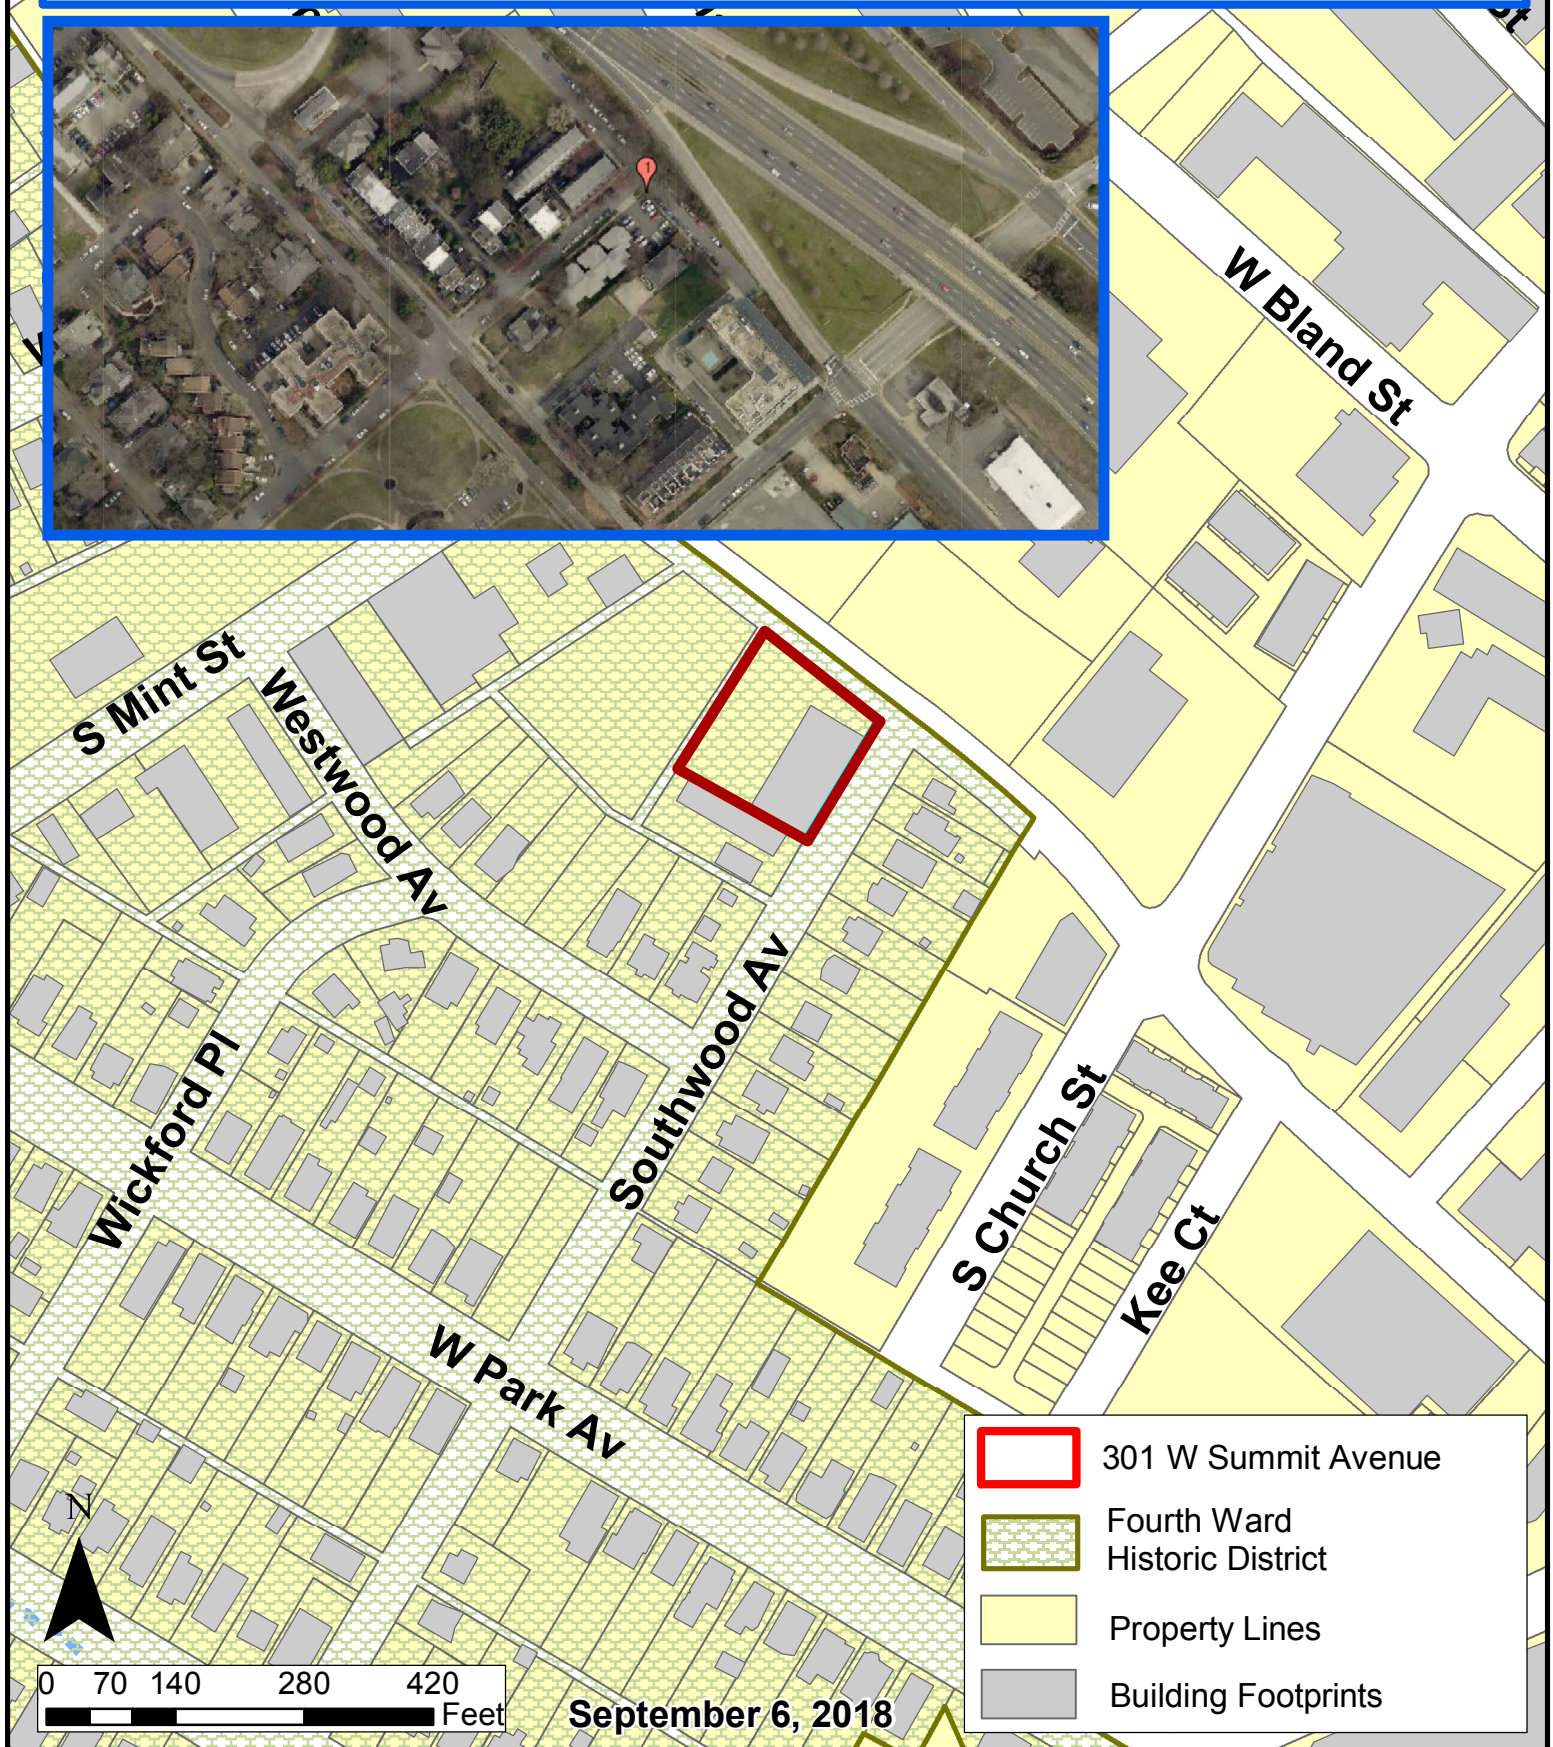 1
W Bland St
S Mint St
Westwood Av
Southwood Av
Wickford Pl
S Church St
Kee Ct
W Park Av
301 W Summit Avenue
Fourth Ward
Historic District
Property Lines
Building Footprints
N
0 70 140 280 420
Feet
September 6, 2018